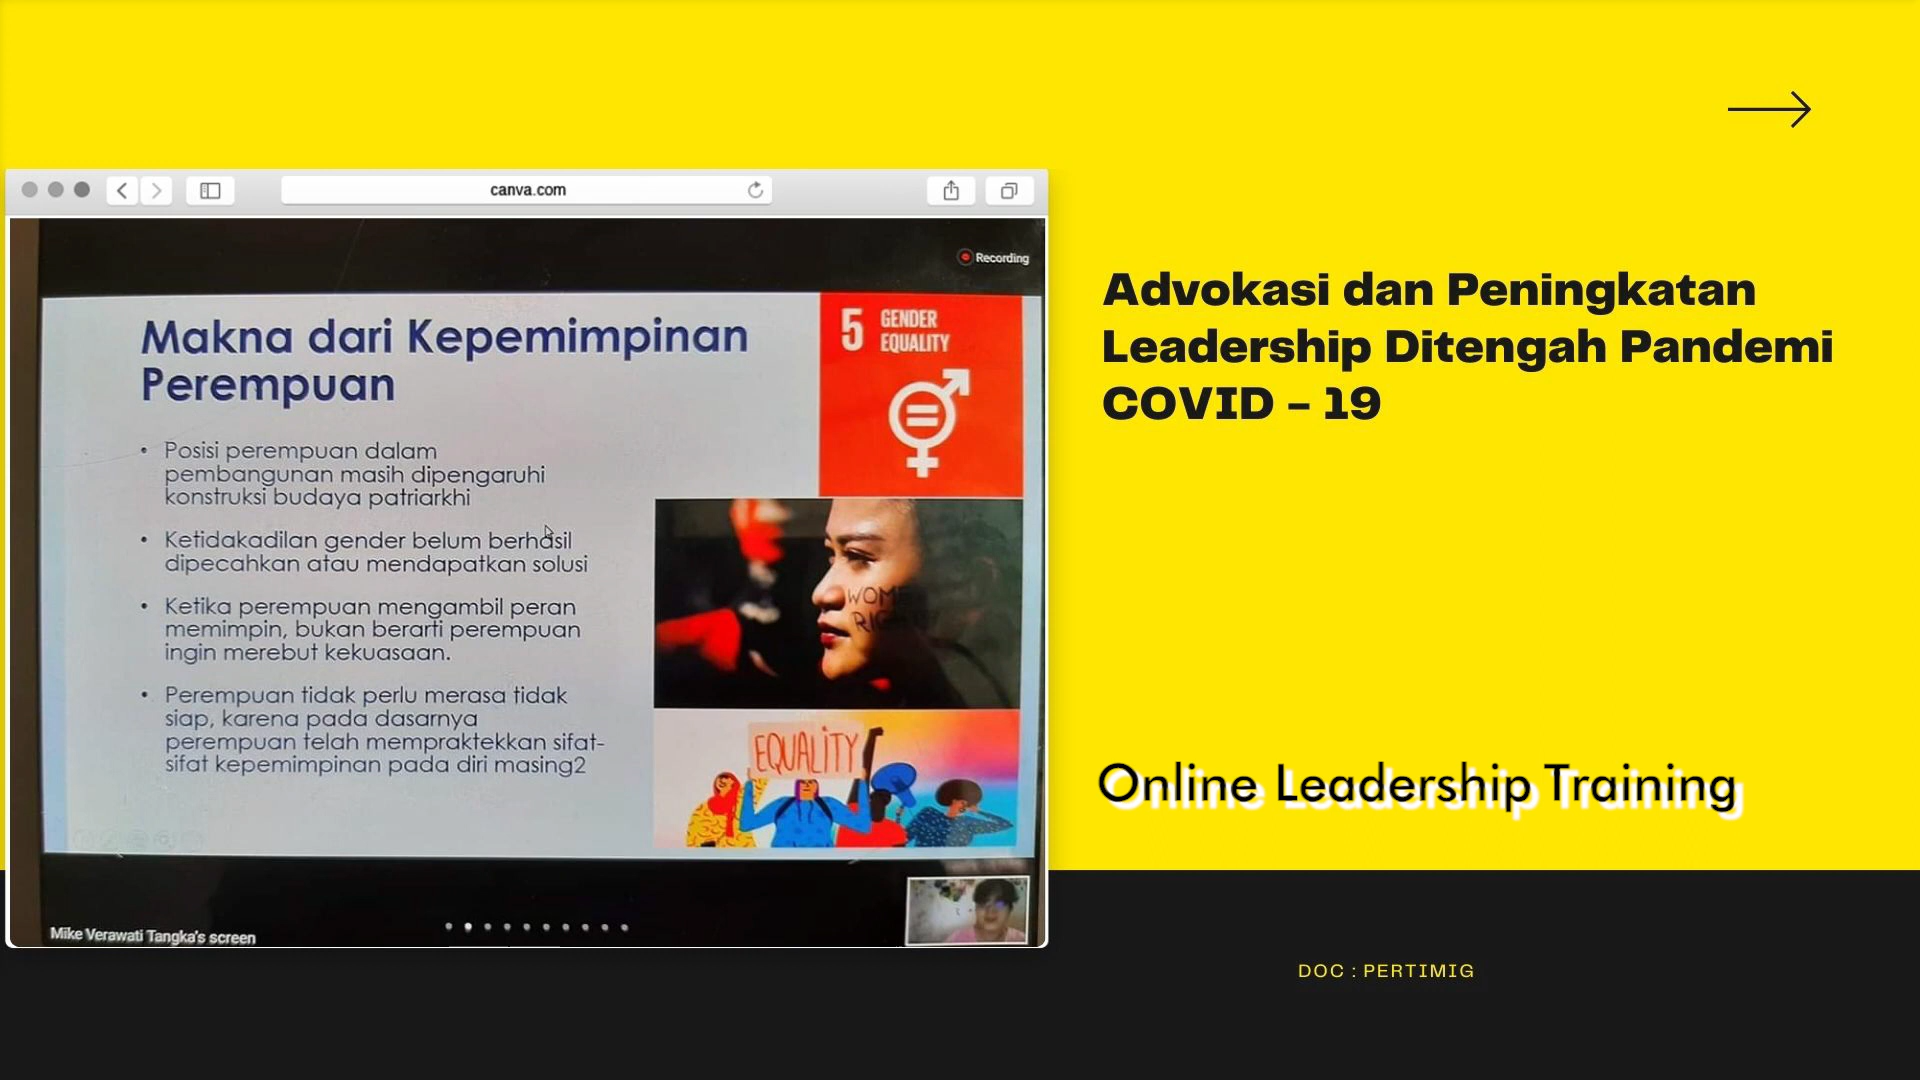 canva.com
Recording
Makna dari Kepemimpinan
Perempuan
5 GENDER
EQUALITY
• Posisi perempuan dalam
pembangunan masih dipengaruhi
konstruksi budaya patriarkhi
• Ketidakadilan gender belum berhasil
dipecahkan atau mendapatkan solusi
• Ketika perempuan mengambil peran
memimpin, bukan berarti perempuan
ingin merebut kekuasaan.
• Perempuan tidak perlu merasa tidak
siap, karena pada dasarnya
perempuan telah mempraktekkan sifat-
sifat kepemimpinan pada diri masing2
EQUALITY
Mike Verawati Tangka's screen
Advokasi dan Peningkatan
Leadership Ditengah Pandemi
COVID - 19
Online Leadership Training
DOC : PERTIMIG